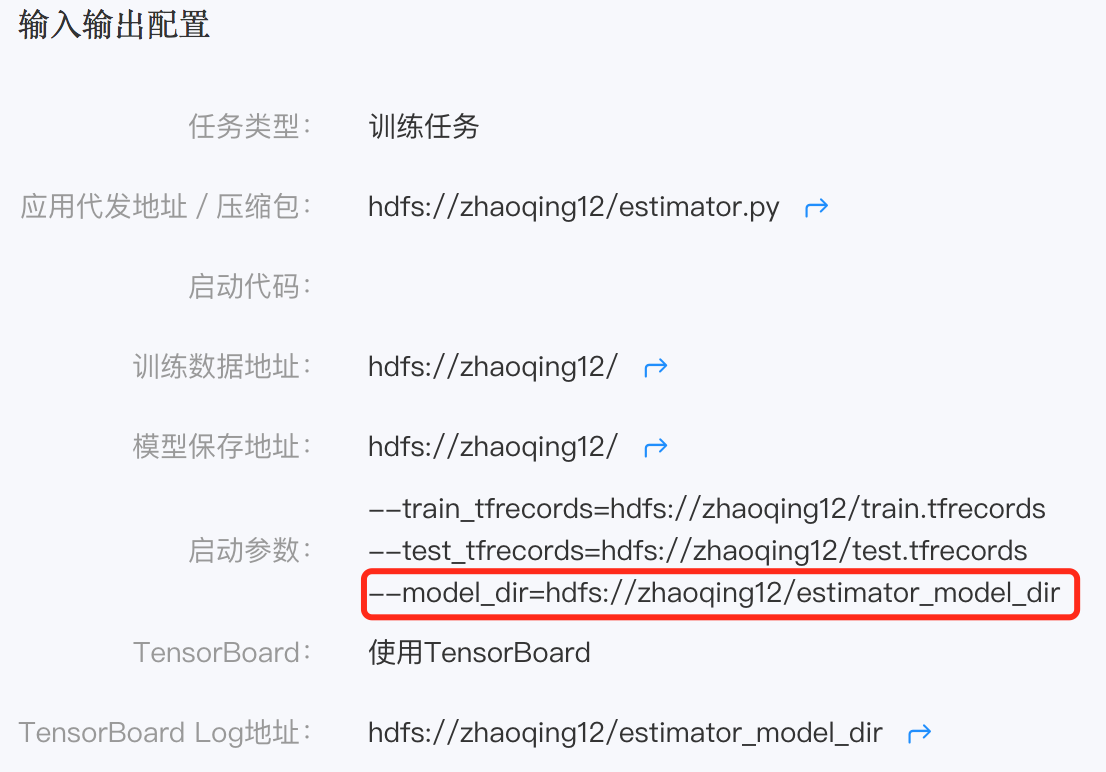 输入输出配置
任务类型： 训练任务
应用代发地址 / 压缩包： hdfs://zhaoqing12/estimator.py
启动代码：
训练数据地址： hdfs://zhaoqing12/
模型保存地址： hdfs://zhaoqing12/
--train_tfrecords=hdfs://zhaoqing12/train.tfrecords
启动参数： --test_tfrecords=hdfs://zhaoqing12/test.tfrecords
--model_dir=hdfs://zhaoqing12/estimator_model_dir
TensorBoard： 使用TensorBoard
TensorBoard Log地址： hdfs://zhaoqing12/estimator_model_dir